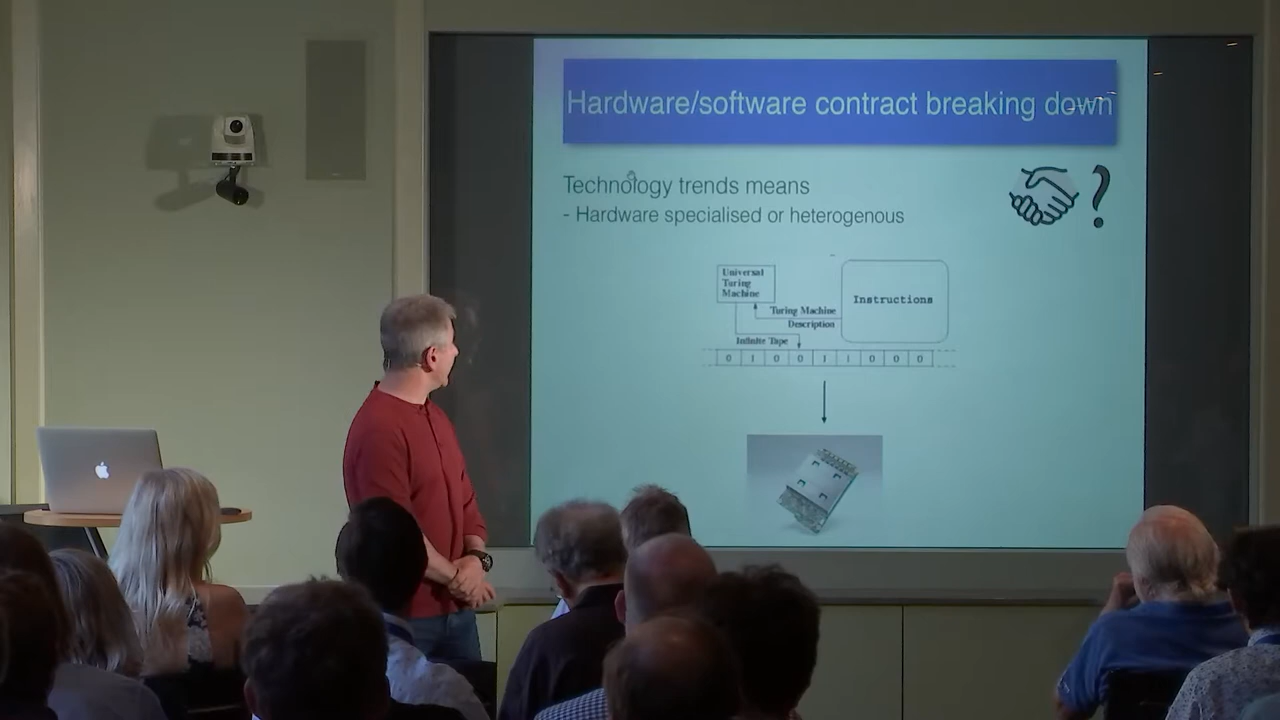 Hardware/software contract breaking down
Technology trends means
- Hardware specialised or heterogenous
?
Universal
Turing
Machine
Instructions
Turing Machine
Description
Infinite Tape
0 1 0 0 1 1 0 0 0